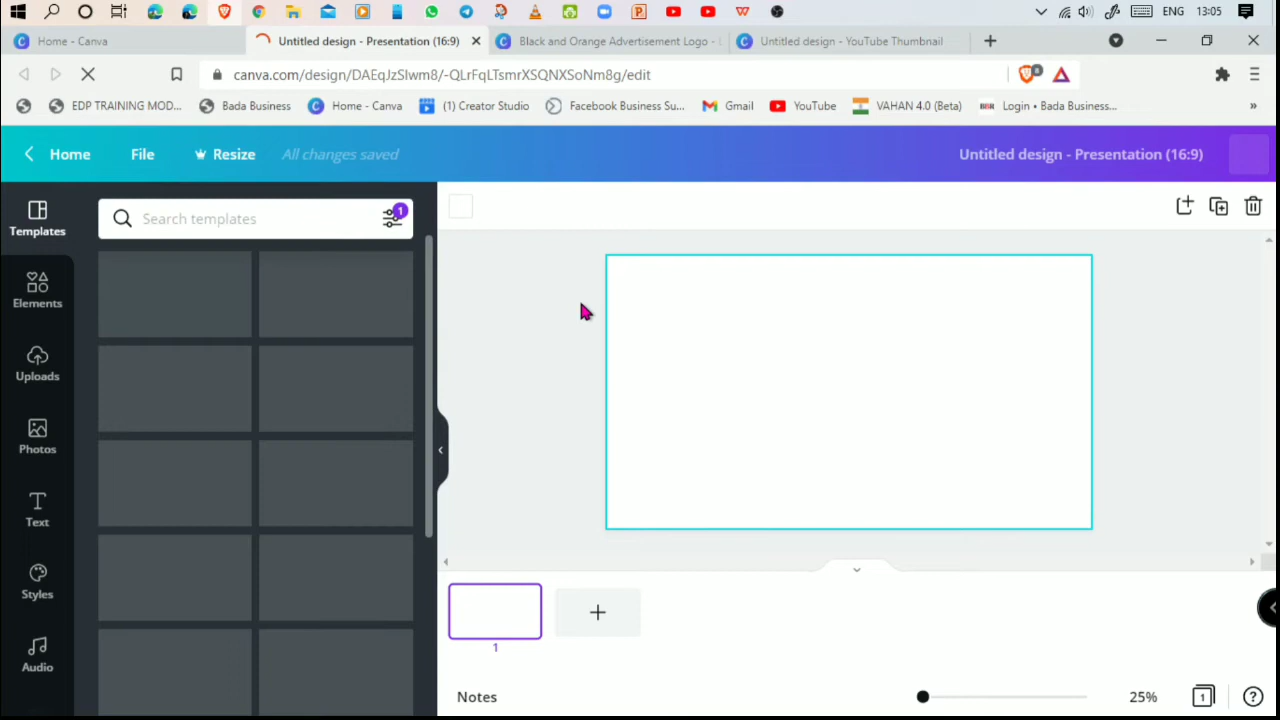 ENG 13:05
Home - Canva
Untitled design - Presentation (16:9)
Black and Orange Advertisement Logo - L
Untitled design - YouTube Thumbnail
canva.com/design/DAEqJzSIwm8/-QLrFqLTsmrXSQNXSoNm8g/edit
8
EDP TRAINING MOD...
Bada Business
Home - Canva
(1) Creator Studio
Facebook Business Su...
Gmail
YouTube
VAHAN 4.0 (Beta)
Login • Bada Business...
Home
File
Resize
All changes saved
Untitled design - Presentation (16:9)
Templates
Search templates
1
Elements
Uploads
Photos
Text
Styles
Audio
1
Notes
25%
1